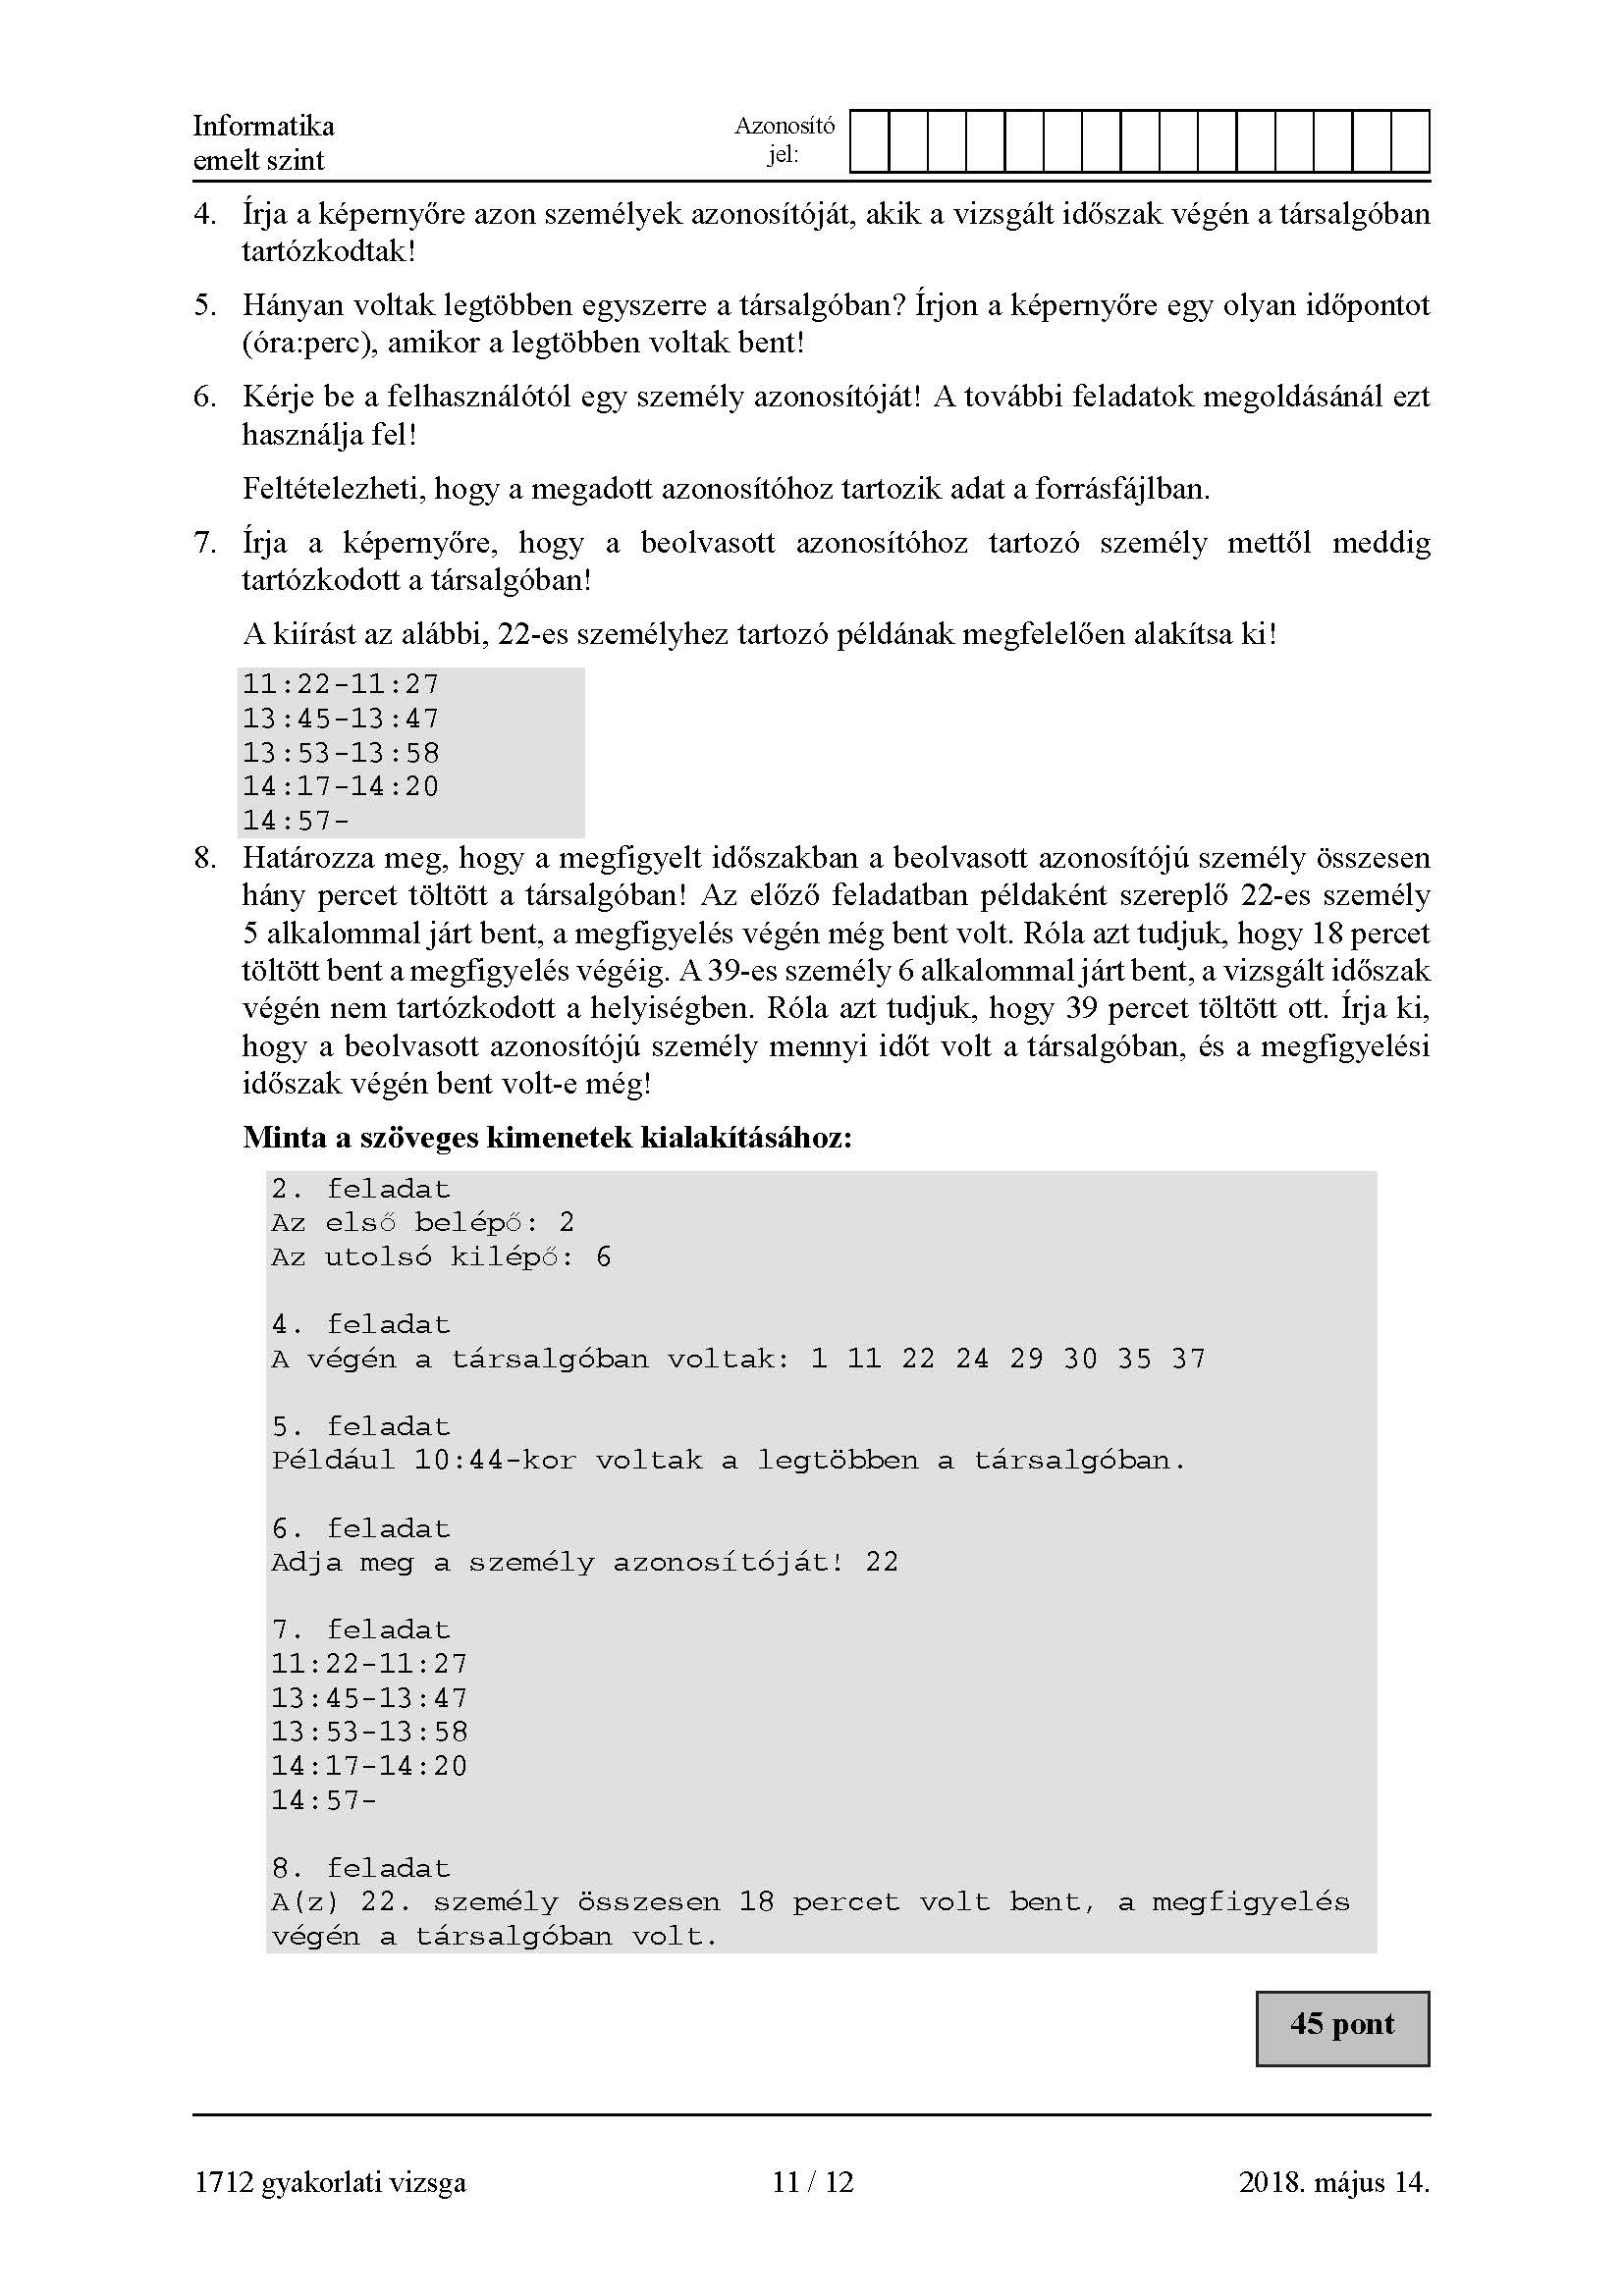 Informatika
emelt szint
Azonosító
jel:
4. Írja a képernyőre azon személyek azonosítóját, akik a vizsgált időszak végén a társalgóban
tartózkodtak!
5. Hányan voltak legtöbben egyszerre a társalgóban? Írjon a képernyőre egy olyan időpontot
(óra:perc), amikor a legtöbben voltak bent!
6. Kérje be a felhasználótól egy személy azonosítóját! A további feladatok megoldásánál ezt
használja fel!
Feltételezheti, hogy a megadott azonosítóhoz tartozik adat a forrásfájlban.
7. Írja a képernyőre, hogy a beolvasott azonosítóhoz tartozó személy mettől meddig
tartózkodott a társalgóban!
A kiírást az alábbi, 22-es személyhez tartozó példának megfelelően alakítsa ki!
11:22-11:27
13:45-13:47
13:53-13:58
14:17-14:20
14:57-
8. Határozza meg, hogy a megfigyelt időszakban a beolvasott azonosítójú személy összesen
hány percet töltött a társalgóban! Az előző feladatban példaként szereplő 22-es személy
5 alkalommal járt bent, a megfigyelés végén még bent volt. Róla azt tudjuk, hogy 18 percet
töltött bent a megfigyelés végéig. A 39-es személy 6 alkalommal járt bent, a vizsgált időszak
végén nem tartózkodott a helyiségben. Róla azt tudjuk, hogy 39 percet töltött ott. Írja ki,
hogy a beolvasott azonosítójú személy mennyi időt volt a társalgóban, és a megfigyelési
időszak végén bent volt-e még!
Minta a szöveges kimenetek kialakításához:
2. feladat
Az első belépő: 2
Az utolsó kilépő: 6
4. feladat
A végén a társalgóban voltak: 1 11 22 24 29 30 35 37
5. feladat
Például 10:44-kor voltak a legtöbben a társalgóban.
6. feladat
Adja meg a személy azonosítóját! 22
7. feladat
11:22-11:27
13:45-13:47
13:53-13:58
14:17-14:20
14:57-
8. feladat
A(z) 22. személy összesen 18 percet volt bent, a megfigyelés
végén a társalgóban volt.
45 pont
1712 gyakorlati vizsga
11 / 12
2018. május 14.